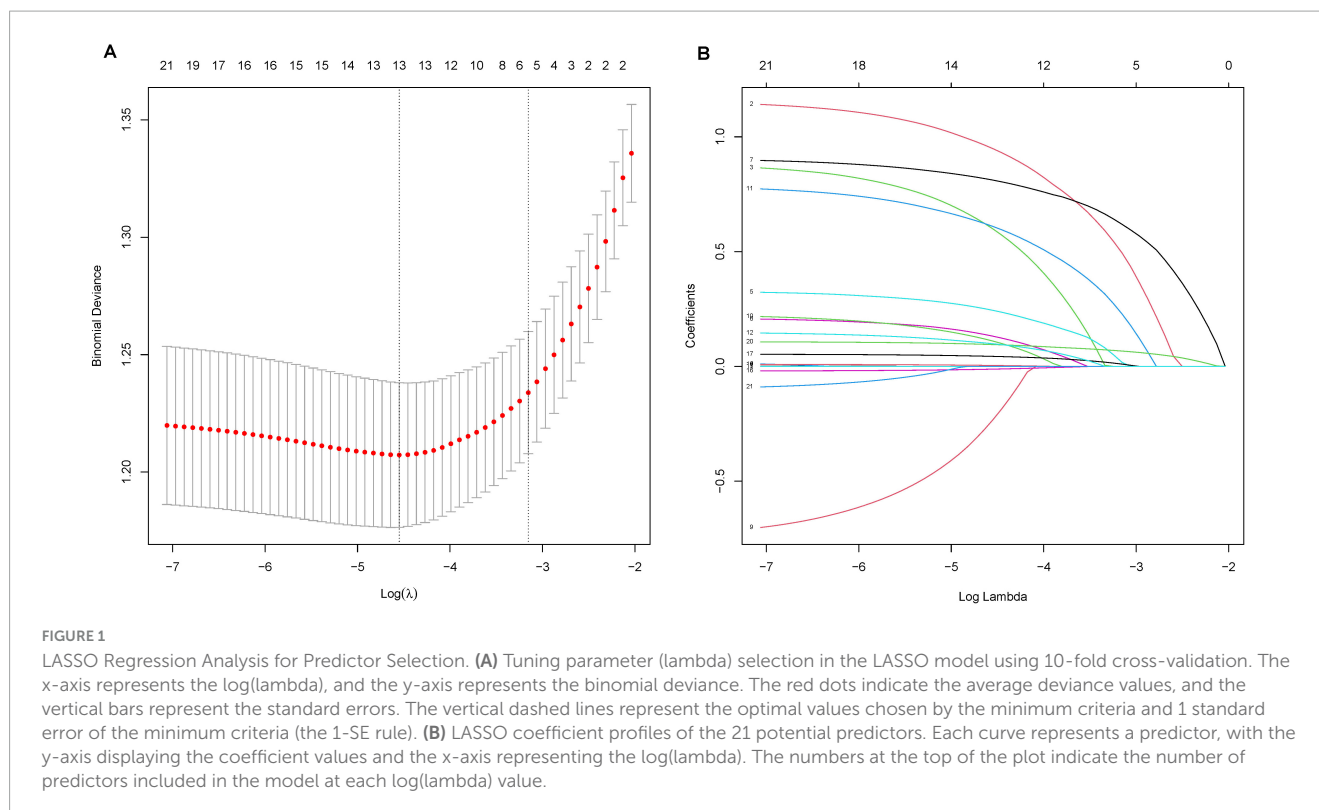 A
21 19 17 16 16 15 15 14 13 13 13 12 10 8 6 5 4 3 2 2 2
1.35
1.30
1.25
1.20
Binomial Deviance
−7 −6 −5 −4 −3 −2
Log(λ)
B
21 18 14 12 5 0
1.0
0.5
0.0
−0.5
Coefficients
2
7
3
11
5
12
20
17
16
21
9
−7 −6 −5 −4 −3 −2
Log Lambda
FIGURE 1
LASSO Regression Analysis for Predictor Selection. (A) Tuning parameter (lambda) selection in the LASSO model using 10-fold cross-validation. The
x-axis represents the log(lambda), and the y-axis represents the binomial deviance. The red dots indicate the average deviance values, and the
vertical bars represent the standard errors. The vertical dashed lines represent the optimal values chosen by the minimum criteria and 1 standard
error of the minimum criteria (the 1-SE rule). (B) LASSO coefficient profiles of the 21 potential predictors. Each curve represents a predictor, with the
y-axis displaying the coefficient values and the x-axis representing the log(lambda). The numbers at the top of the plot indicate the number of
predictors included in the model at each log(lambda) value.